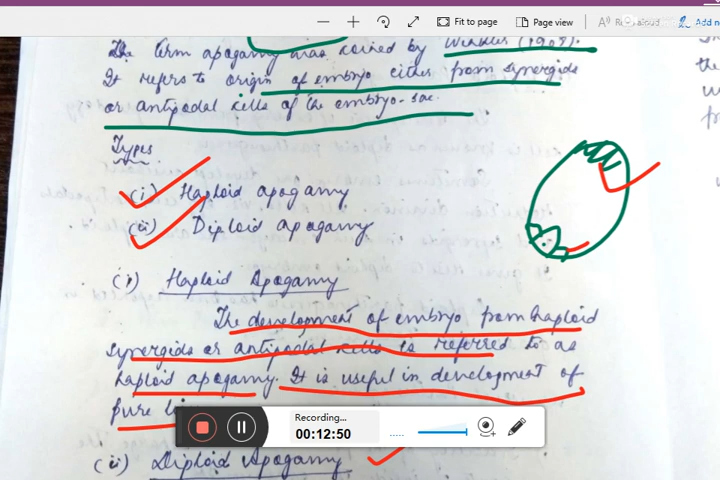 Fit to page
Page view
Add no
The term apogamy was coined by Winkler (1908).
It refers to origin of embryo either from synergids
or antipodal cells of the embryo-sac.
Types
(i) Haploid apogamy
(ii) Diploid apogamy
(i) Haploid Apogamy
The development of embryo from haploid
synergids or antipodal cells is referred to as
haploid apogamy. It is useful in development of
pure
Recording...
00:12:50
(ii) Diploid Apogamy